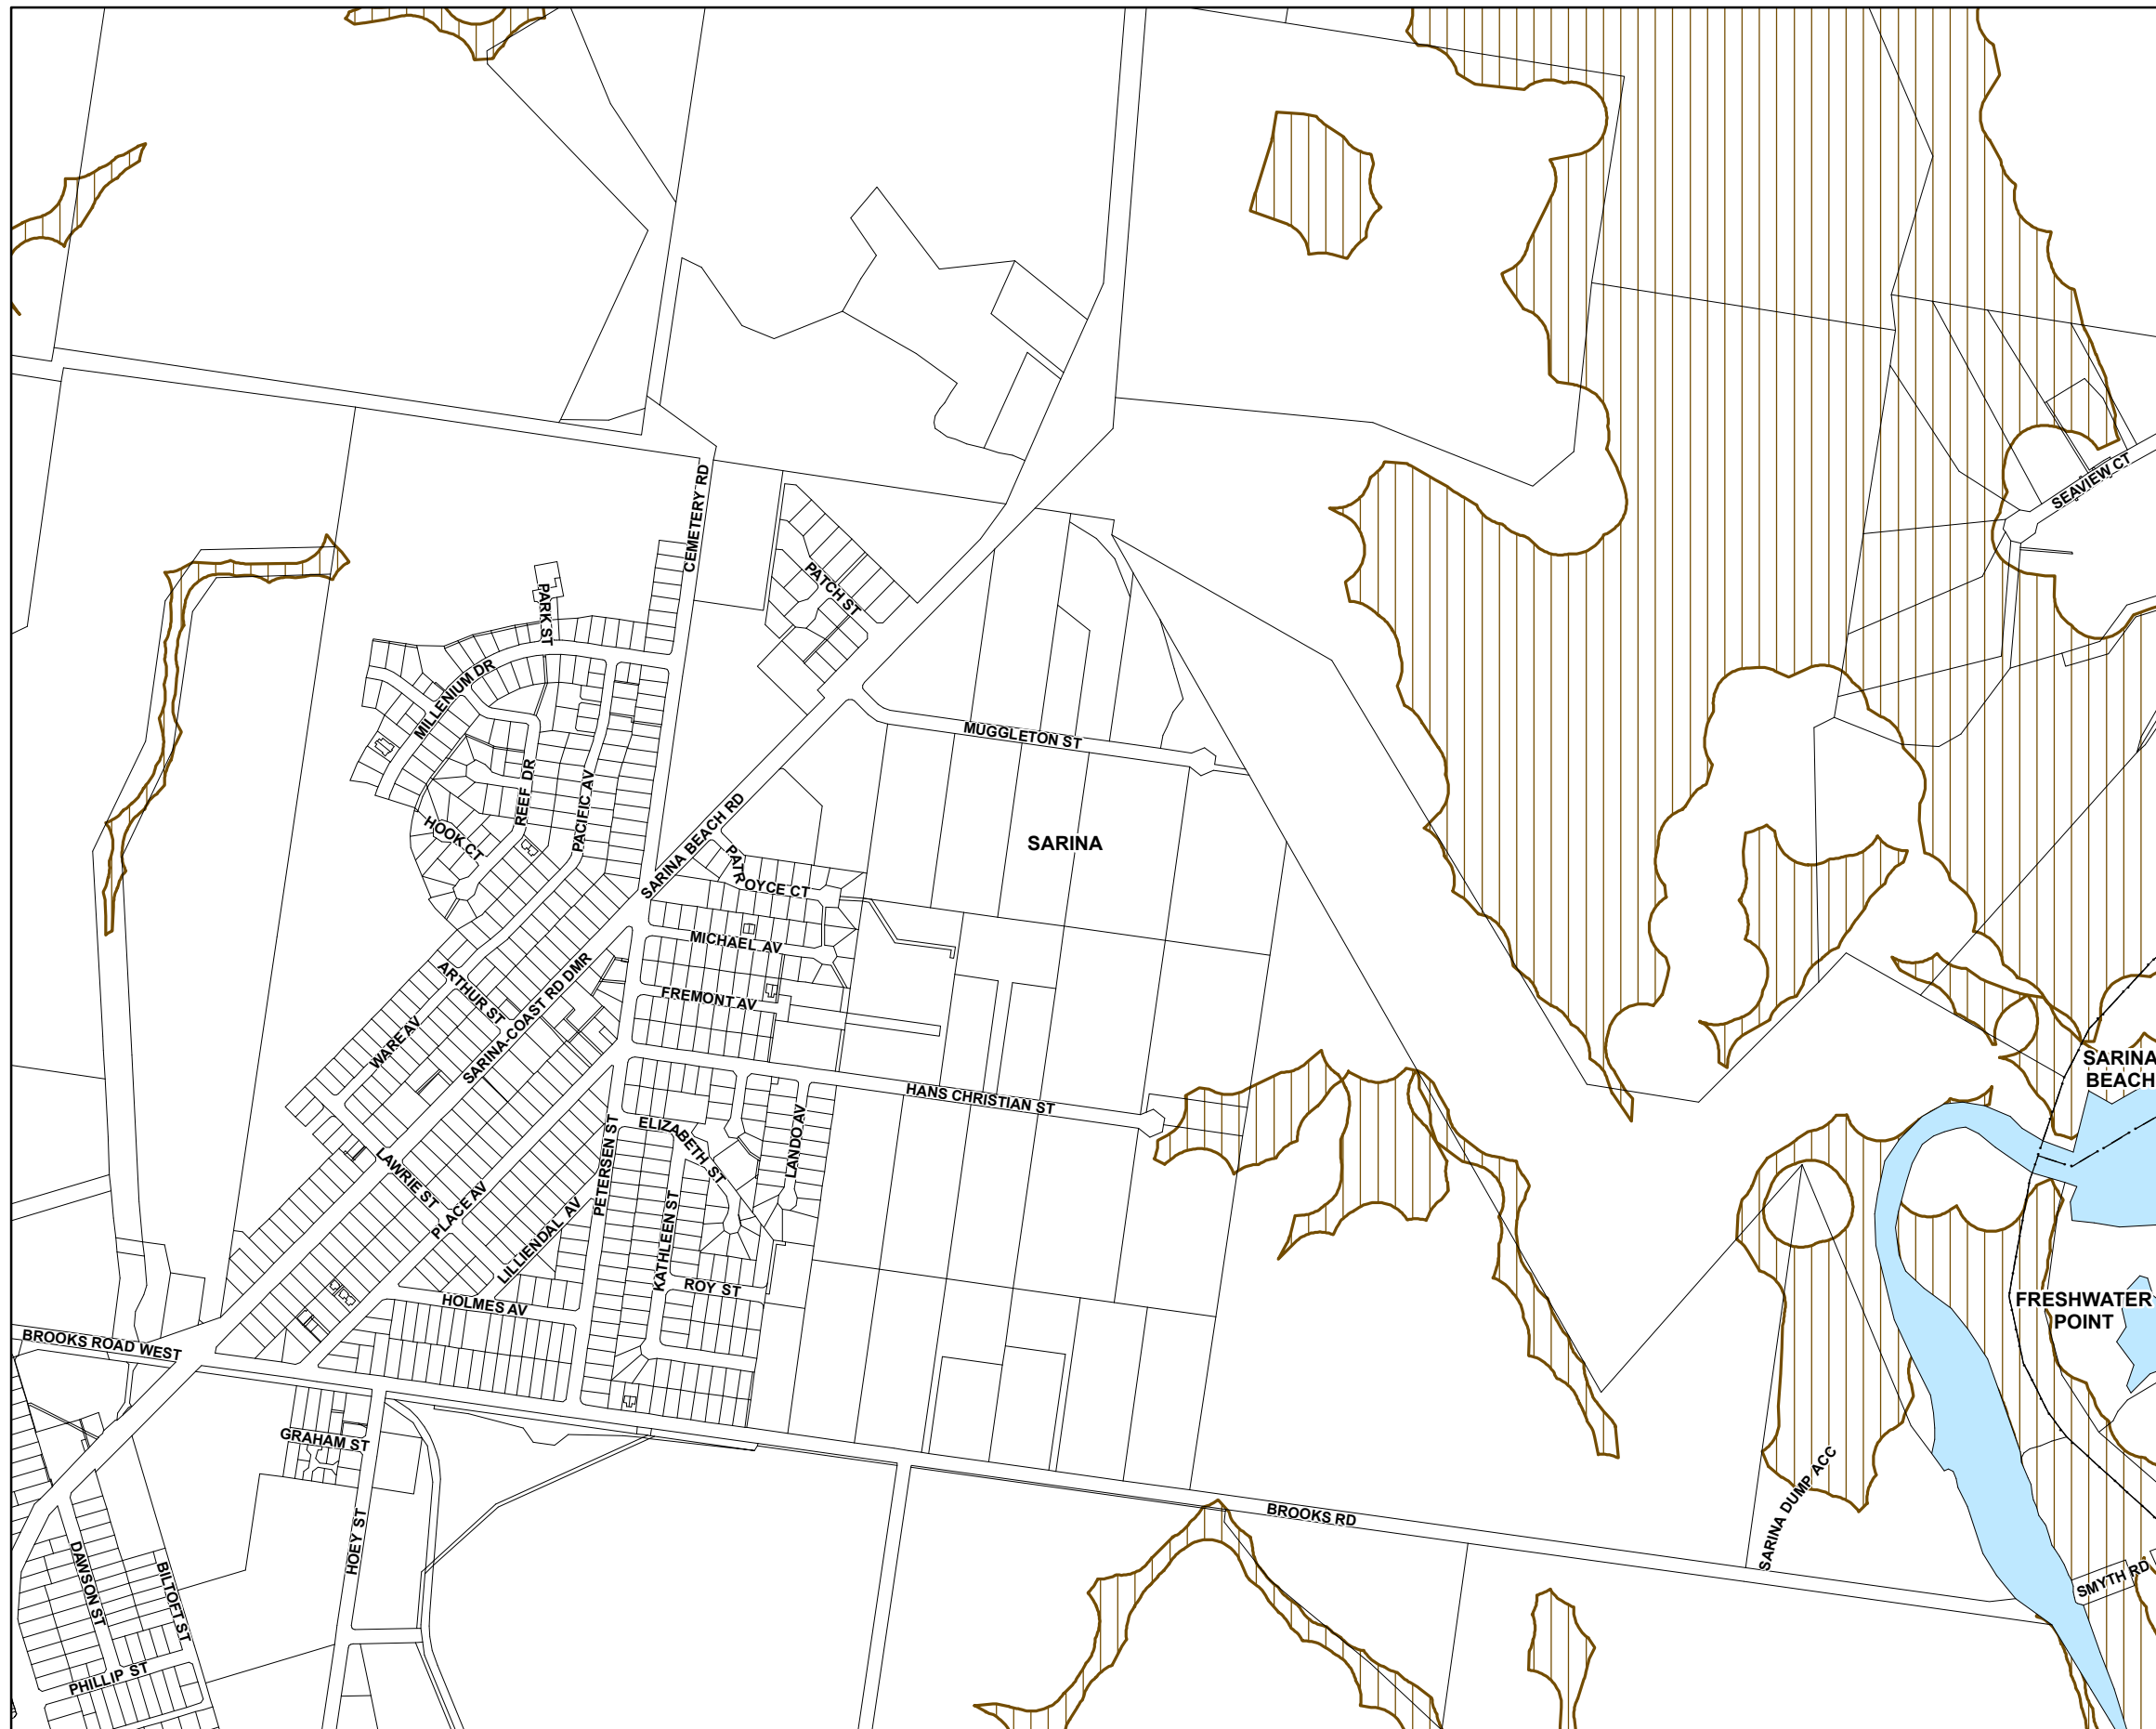 CEMETERY RD
SEAVIEW CT
PATCH ST
PARK ST
MILLENIUM DR
MUGGLETON ST
REEF DR
PACIFIC AV
HOOK CT
SARINA BEACH RD
SARINA
PATR
OYCE CT
MICHAEL AV
ARTHUR ST
FREMONT AV
WARE AV
SARINA-COAST RD DMR
SARINA
BEACH
HANS CHRISTIAN ST
LANDO AV
ELIZABETH ST
PETERSEN ST
LAWRIE ST
PLACE AV
LILLIENDAL AV
KATHLEEN ST
ROY ST
HOLMES AV
FRESHWATER
POINT
BROOKS ROAD WEST
GRAHAM ST
HOEY ST
BROOKS RD
SARINA DUMP ACC
SMYTH RD
DAWSON ST
BILTOFT ST
PHILLIP ST